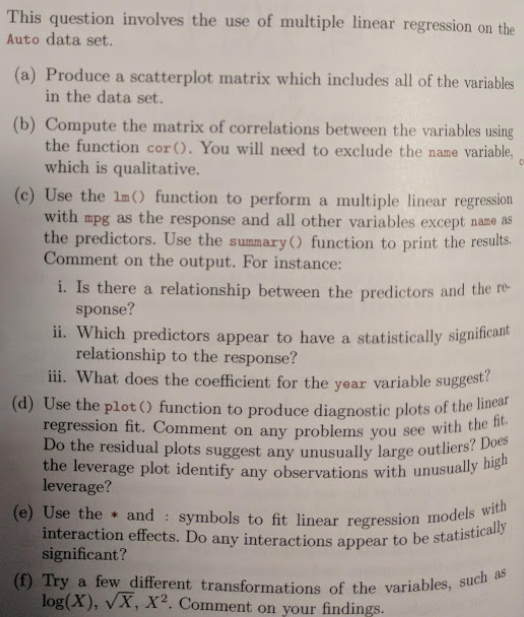 This question involves the use of multiple linear regression on the
Auto data set.
(a) Produce a scatterplot matrix which includes all of the variables
in the data set.
(b) Compute the matrix of correlations between the variables using
the function cor(). You will need to exclude the name variable,
which is qualitative.
(c) Use the lm() function to perform a multiple linear regression
with mpg as the response and all other variables except name as
the predictors. Use the summary() function to print the results.
Comment on the output. For instance:
i. Is there a relationship between the predictors and the re-
sponse?
ii. Which predictors appear to have a statistically significant
relationship to the response?
iii. What does the coefficient for the year variable suggest?
(d) Use the plot() function to produce diagnostic plots of the linear
regression fit. Comment on any problems you see with the fit.
Do the residual plots suggest any unusually large outliers? Does
the leverage plot identify any observations with unusually high
leverage?
(e) Use the * and : symbols to fit linear regression models with
interaction effects. Do any interactions appear to be statistically
significant?
(f) Try a few different transformations of the variables, such as
log(X), √X, X². Comment on your findings.